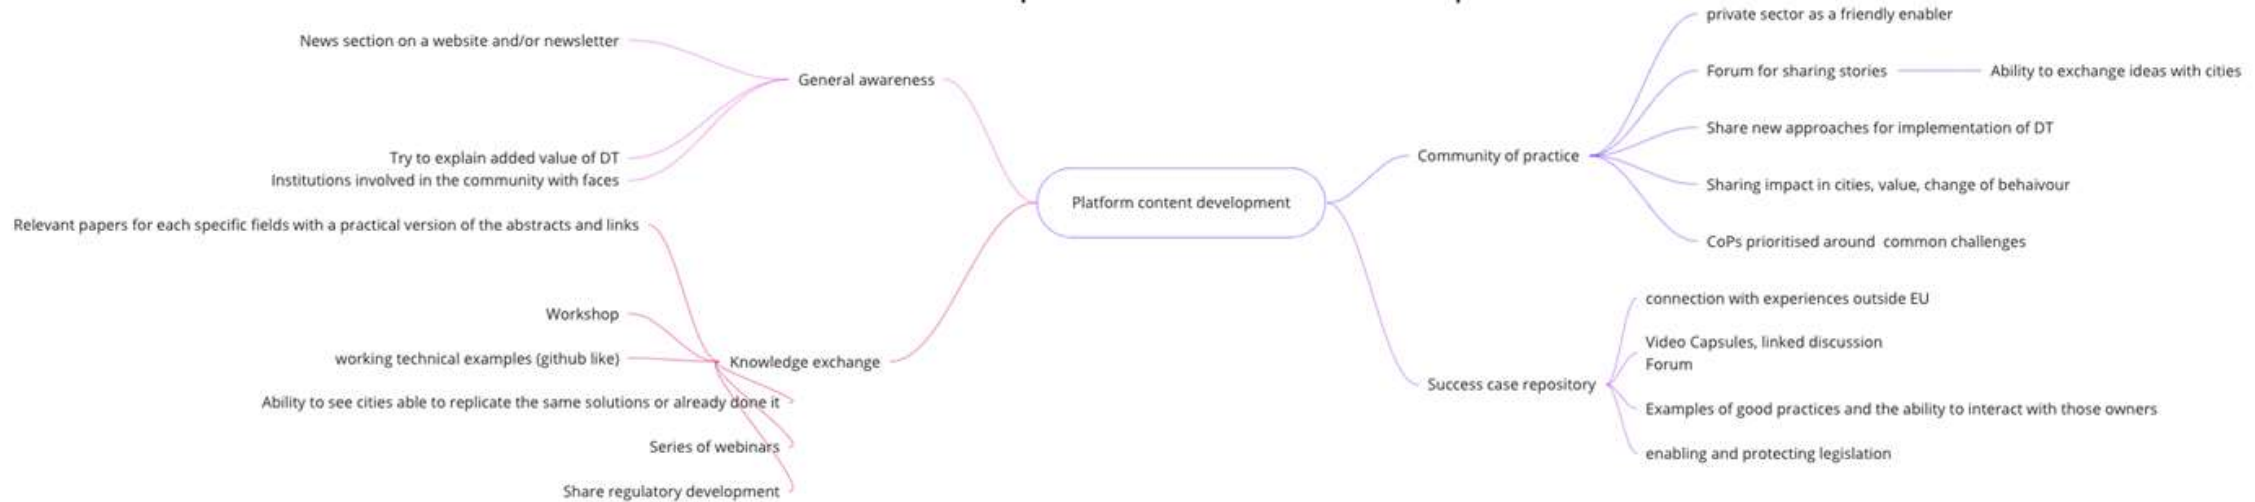 News section on a website and/or newsletter
General awareness
Try to explain added value of DT
Institutions involved in the community with faces
Relevant papers for each specific fields with a practical version of the abstracts and links
Workshop
working technical examples (github like)
Knowledge exchange
Ability to see cities able to replicate the same solutions or already done it
Series of webinars
Share regulatory development
Platform content development
private sector as a friendly enabler
Forum for sharing stories
Ability to exchange ideas with cities
Share new approaches for implementation of DT
Community of practice
Sharing impact in cities, value, change of behaivour
CoPs prioritised around common challenges
connection with experiences outside EU
Video Capsules, linked discussion
Forum
Success case repository
Examples of good practices and the ability to interact with those owners
enabling and protecting legislation